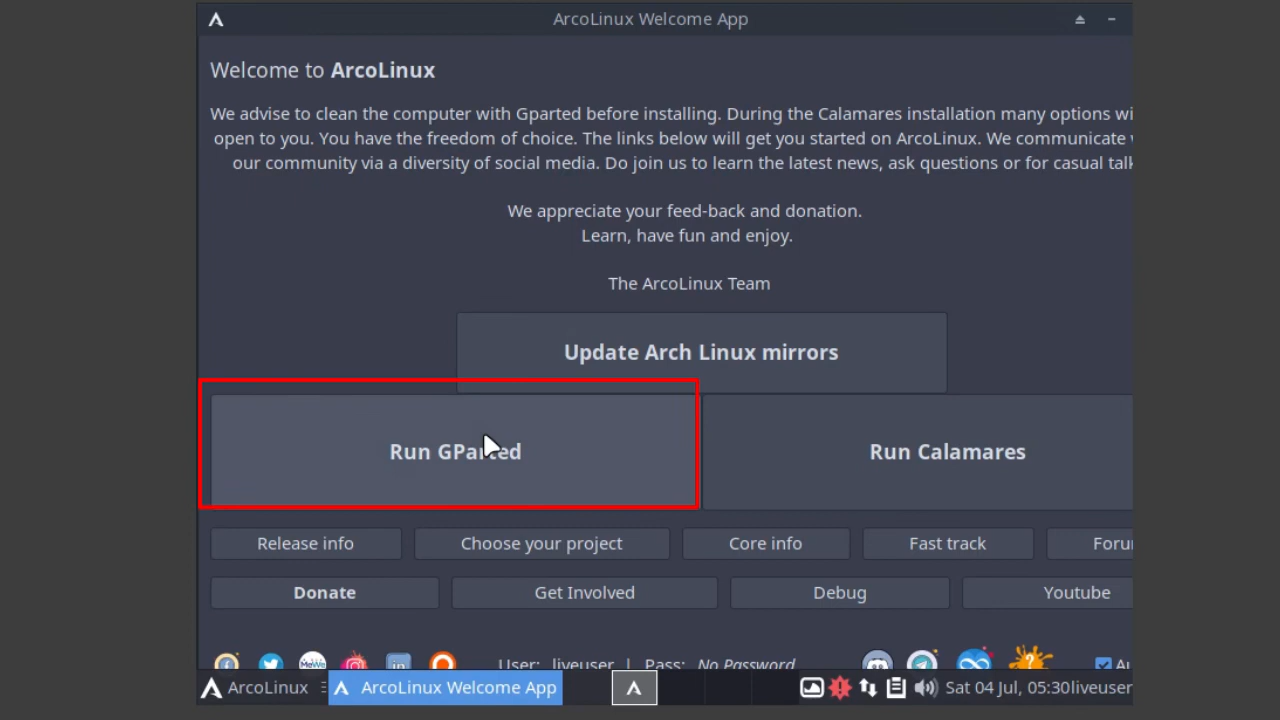 ArcoLinux Welcome App
Welcome to ArcoLinux
We advise to clean the computer with Gparted before installing. During the Calamares installation many options wi
open to you. You have the freedom of choice. The links below will get you started on ArcoLinux. We communicate
our community via a diversity of social media. Do join us to learn the latest news, ask questions or for casual talk
We appreciate your feed-back and donation.
Learn, have fun and enjoy.
The ArcoLinux Team
Update Arch Linux mirrors
Run GParted
Run Calamares
Release info
Choose your project
Core info
Fast track
Foru
Donate
Get Involved
Debug
Youtube
MeWe
in
User: liveuser | Pass: No Password
ArcoLinux
ArcoLinux Welcome App
Sat 04 Jul, 05:30
liveuser